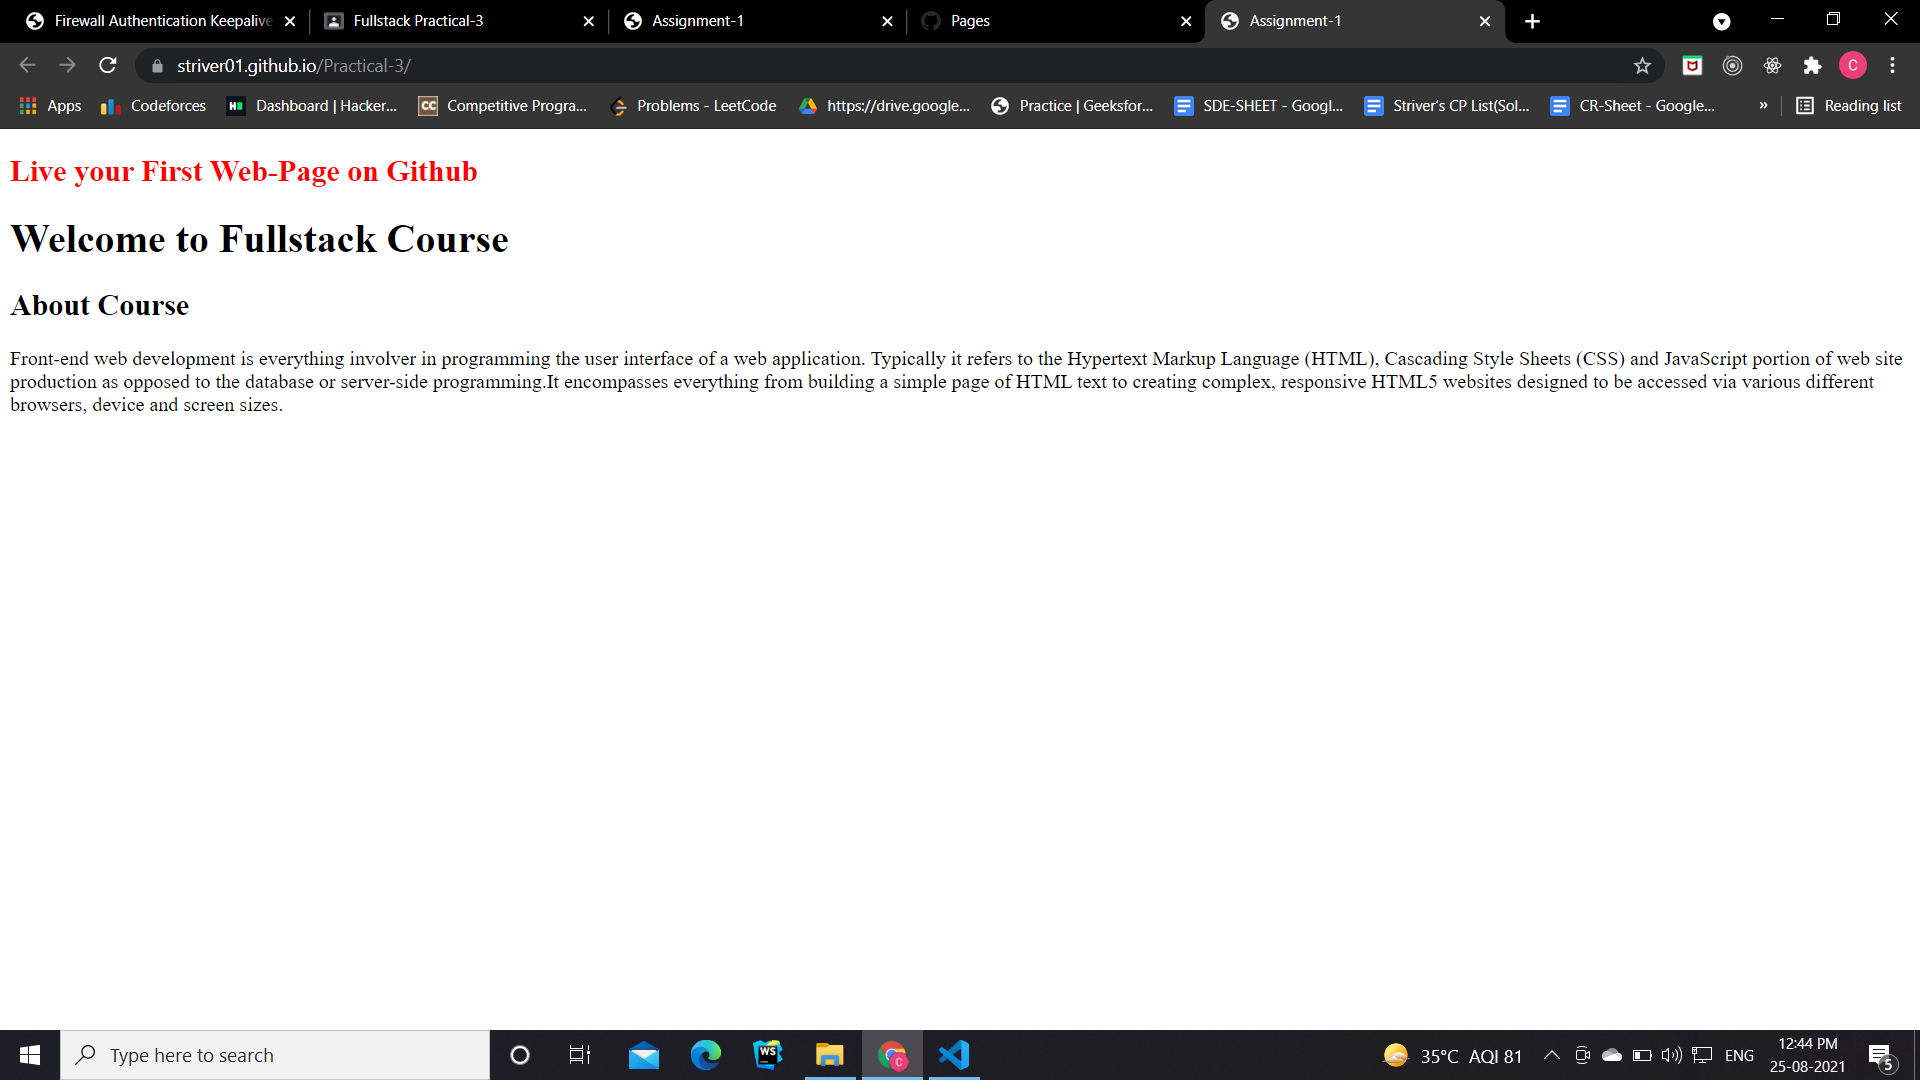 Firewall Authentication Keepalive
Fullstack Practical-3
Assignment-1
Pages
Assignment-1
striver01.github.io/Practical-3/
C
Apps
Codeforces
Dashboard | Hacker...
CC
Competitive Progra...
Problems - LeetCode
https://drive.google...
Practice | Geeksfor...
SDE-SHEET - Googl...
Striver's CP List(Sol...
CR-Sheet - Google...
»
Reading list
Live your First Web-Page on Github
Welcome to Fullstack Course
About Course
Front-end web development is everything involver in programming the user interface of a web application. Typically it refers to the Hypertext Markup Language (HTML), Cascading Style Sheets (CSS) and JavaScript portion of web site
production as opposed to the database or server-side programming.It encompasses everything from building a simple page of HTML text to creating complex, responsive HTML5 websites designed to be accessed via various different
browsers, device and screen sizes.
Type here to search
WS
C
35°C AQI 81
ENG
12:44 PM
25-08-2021
5